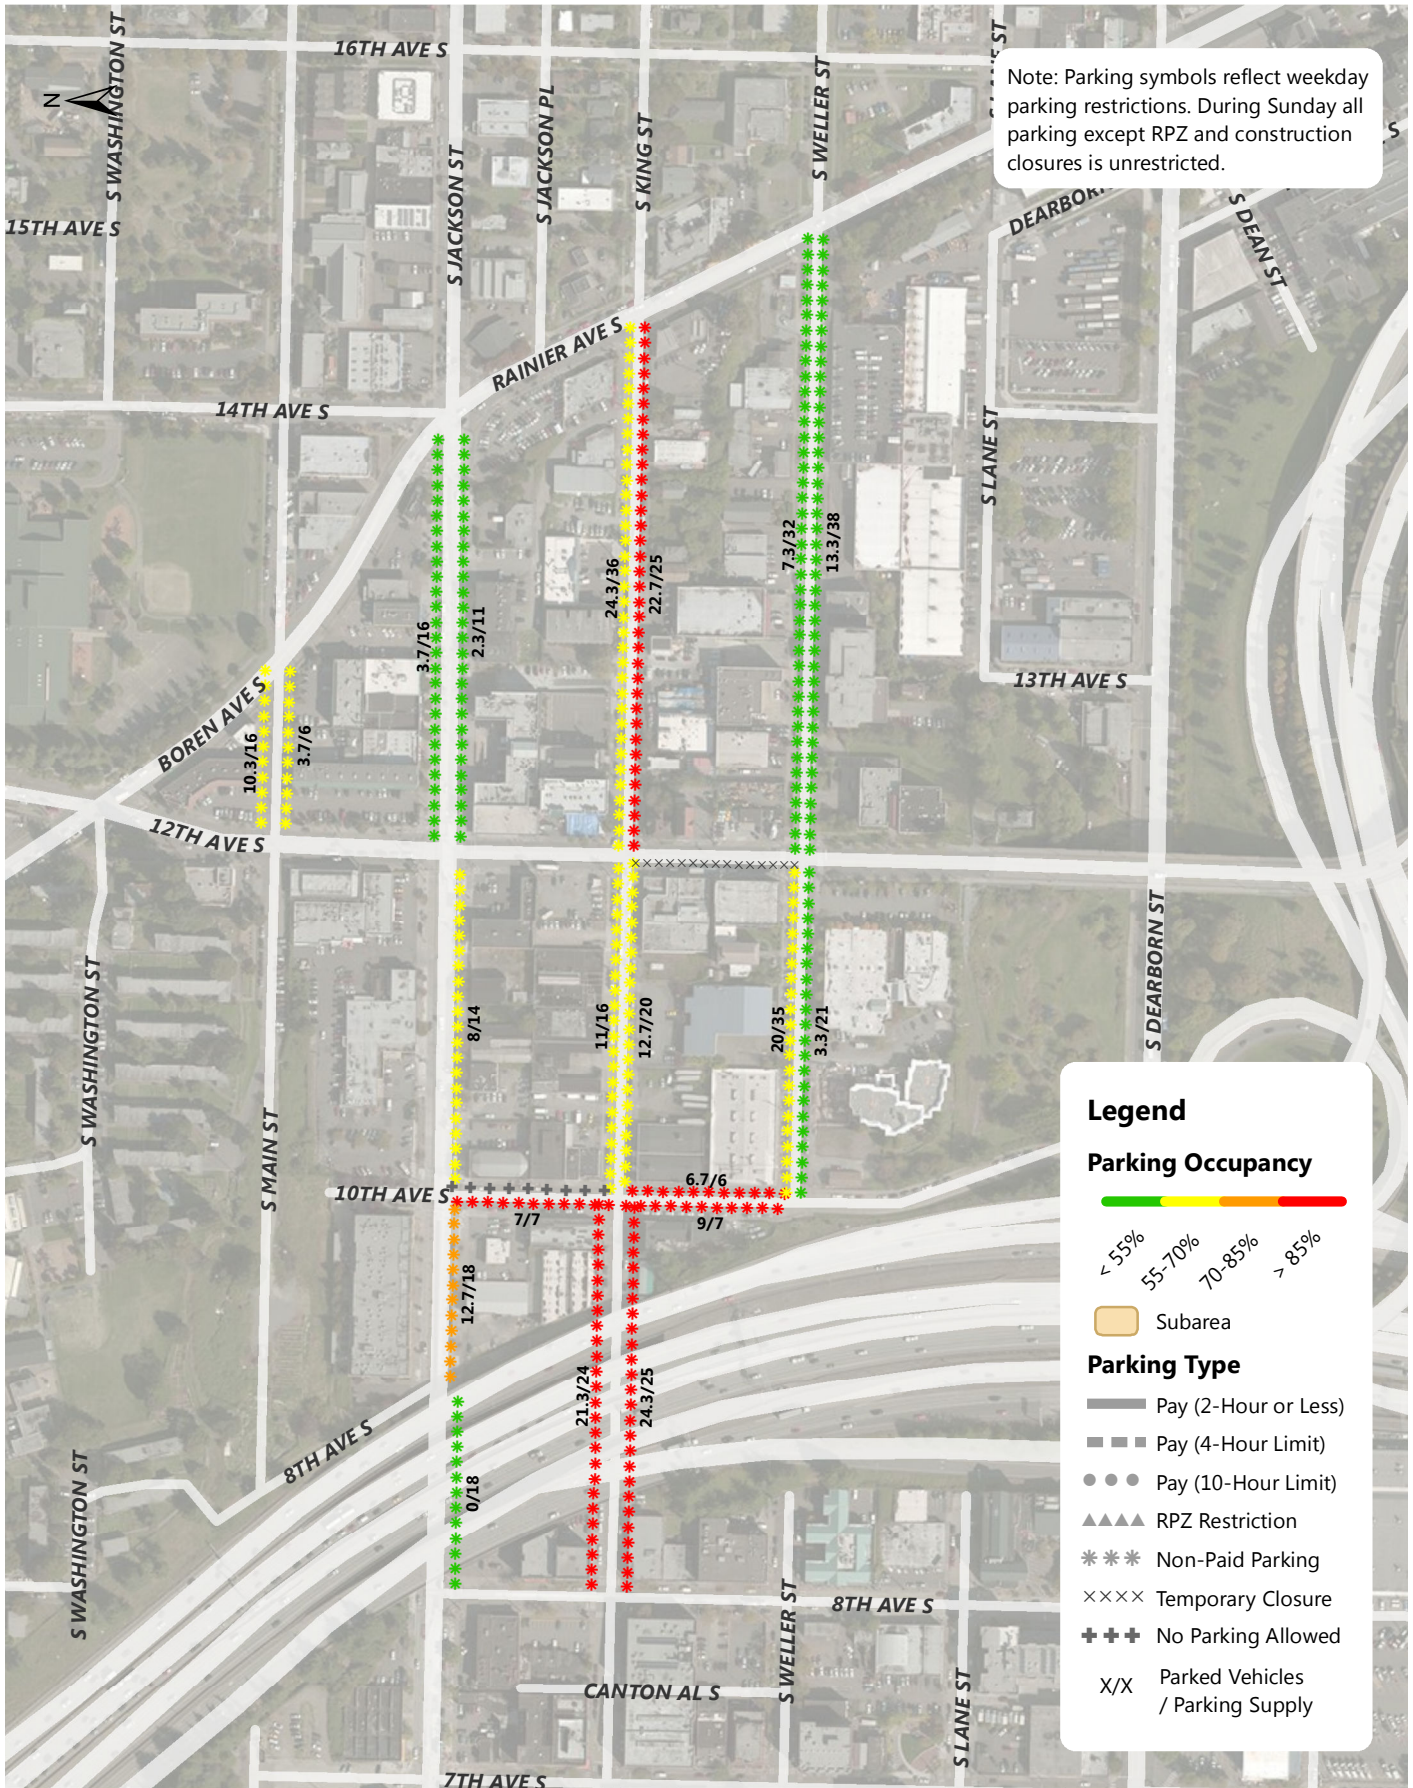 16TH AVE S
S WASHINGTON ST
S JACKSON ST
S JACKSON PL
S KING ST
S WELLER ST
Note: Parking symbols reflect weekday
parking restrictions. During Sunday all
parking except RPZ and construction
closures is unrestricted.
N
15TH AVE S
S DEAN ST
RAINIER AVE S
14TH AVE S
S LANE ST
7.3/32
13.3/38
24.3/36
22.7/25
3.7/16
2.3/11
13TH AVE S
BOREN AVE S
10.3/16
3.7/6
12TH AVE S
S DEARBORN ST
S WASHINGTON ST
8/14
11/16
12.7/20
20/35
3.3/21
S MAIN ST
10TH AVE S
6.7/6
7/7
9/7
12.7/18
21.3/24
24.3/25
8TH AVE S
0/18
S WASHINGTON ST
S WELLER ST
8TH AVE S
S LANE ST
CANTON AL S
7TH AVE S
Legend
Parking Occupancy
< 55%
55-70%
70-85%
> 85%
Subarea
Parking Type
Pay (2-Hour or Less)
Pay (4-Hour Limit)
Pay (10-Hour Limit)
RPZ Restriction
Non-Paid Parking
Temporary Closure
No Parking Allowed
X/X Parked Vehicles
/ Parking Supply